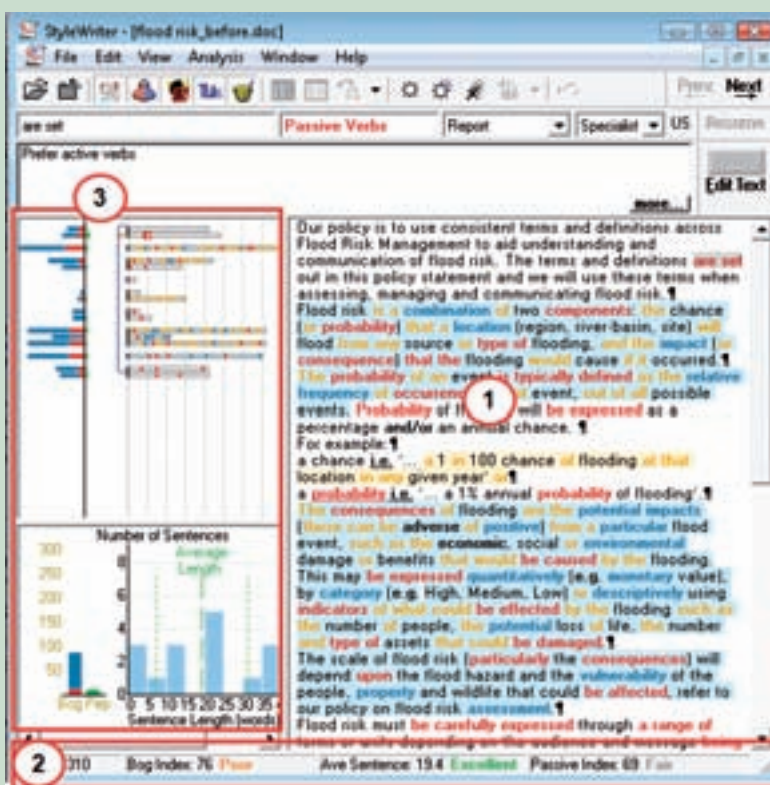 StyleWriter - [flood risk_before.doc]
File Edit View Analysis Window Help
Prev Next
are set Passive Verbs Report Specialist US
Prefer active verbs
Edit Text
more...
3
Our policy is to use consistent terms and definitions across
Flood Risk Management to aid understanding and
communication of flood risk. The terms and definitions are set
out in this policy statement and we will use these terms when
assessing, managing and communicating flood risk.¶
Flood risk is a combination of two components: the chance
(or probability) that a location (region, river-basin, site) will
flood from any source or type of flooding, and the impact (or
consequence) that the flooding would cause if it occurred.¶
The probability of an event is typically defined as the relative
frequency of event, out of all possible
events. Probability of will be expressed as a
percentage and/or an annual chance. ¶
For example:¶
a chance i.e. '... a 1 in 100 chance of flooding at that
location in any given year' or¶
a probability i.e. '... a 1% annual probability of flooding'.¶
The consequences of flooding are the potential impacts
(these can be adverse or positive) from a particular flood
event, such as the economic, social or environmental
damage or benefits that would be caused by the flooding.
This may be expressed quantitatively (e.g. monetary value),
by category (e.g. High, Medium, Low) or descriptively using
indicators of what could be effected by the flooding such as
the number of people, the potential loss of life, the number
and type of assets that could be damaged.¶
The scale of flood risk (particularly the consequences) will
depend upon the flood hazard and the vulnerability of the
people, property and wildlife that could be affected, refer to
our policy on flood risk assessment.¶
Flood risk must be carefully expressed through a range of
terms or units depending on the audience and message being
1
Number of Sentences
Average
Length
300
250
200
150
100
50
Bog Pep
8
6
4
2
0
0 5 10 15 20 25 30 35
Sentence Length (words)
2
Bog Index: 76 Poor Ave Sentence: 19.4 Excellent Passive Index: 69 Fair